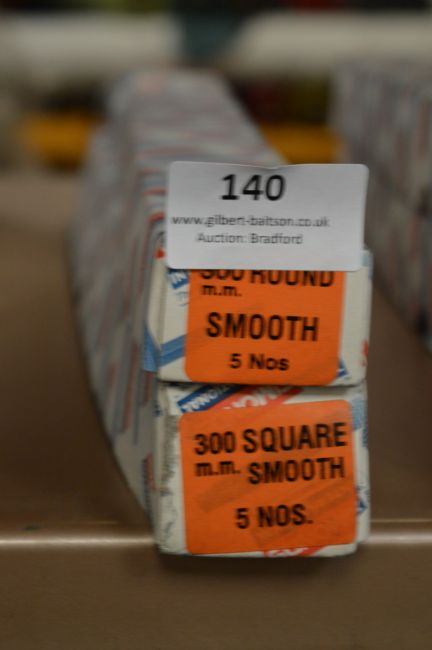 140
www.gilbert-baitson.co.uk
Auction: Bradford
300 ROUND
m.m.
SMOOTH
5 Nos
300 SQUARE
m.m. SMOOTH
5 NOS.